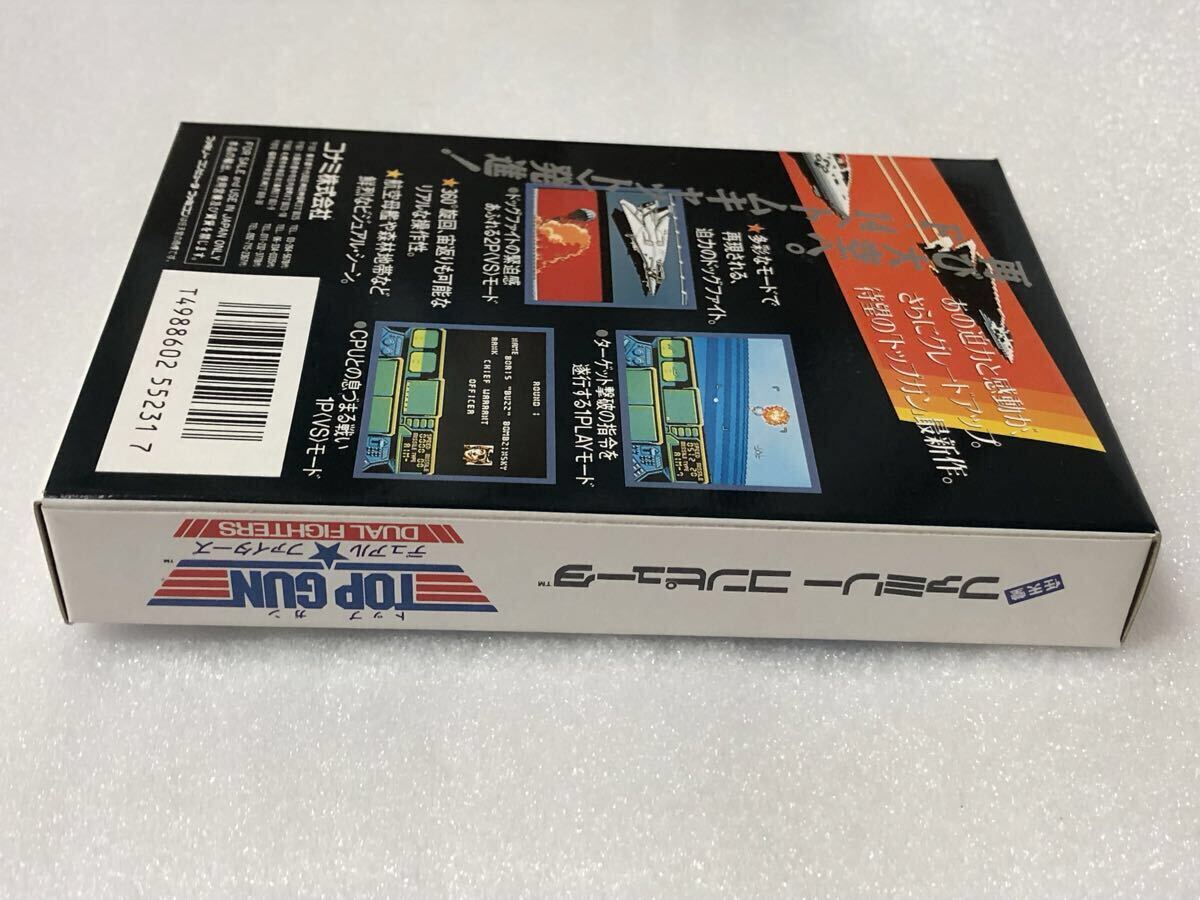 再び
大空へ。
F-14
トムキャット
発進！
あの迫力と感動が、
さらにグレードアップ。
待望のトップガン最新作。
★多彩なモードで
再現される、
迫力のドッグファイト。
●ドッグファイトの緊迫感
あふれる2P(VS)モード
★360°旋回、宙返りも可能な
リアルな操作性。
★航空母艦や森林地帯など
鮮烈なビジュアル・シーン。
●ターゲット撃破の指令を
遂行する1PLAYモード
●CPUとの息づまる戦い
1P(VS)モード
ROUND 1
NAME
BORIS "BUZZ" BOMBZINSKY
RANK CHIEF WARRANT
OFFICER
コナミ株式会社
FOR SALE and USE IN JAPAN ONLY
T4988602 552317
トップ ガン
TOP GUN™
デュアル★ファイターズ
DUAL FIGHTERS
ファミリー コンピュータ™